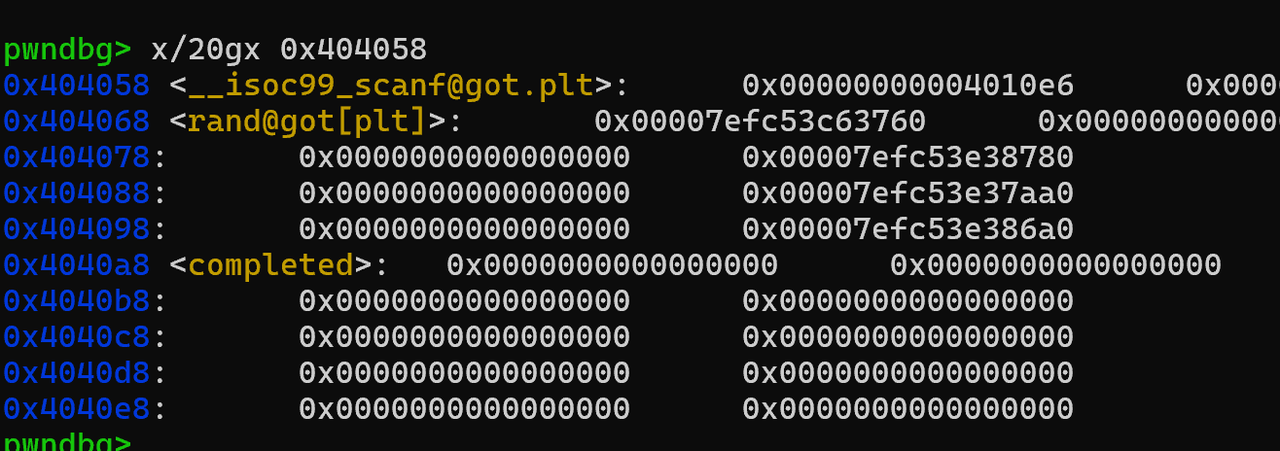 pwndbg> x/20gx 0x404058
0x404058 <__isoc99_scanf@got.plt>: 0x00000000004010e6 0x000
0x404068 <rand@got[plt]>: 0x00007efc53c63760 0x00000000000
0x404078: 0x0000000000000000 0x00007efc53e38780
0x404088: 0x0000000000000000 0x00007efc53e37aa0
0x404098: 0x0000000000000000 0x00007efc53e386a0
0x4040a8 <completed>: 0x0000000000000000 0x0000000000000000
0x4040b8: 0x0000000000000000 0x0000000000000000
0x4040c8: 0x0000000000000000 0x0000000000000000
0x4040d8: 0x0000000000000000 0x0000000000000000
0x4040e8: 0x0000000000000000 0x0000000000000000
pwndbg>